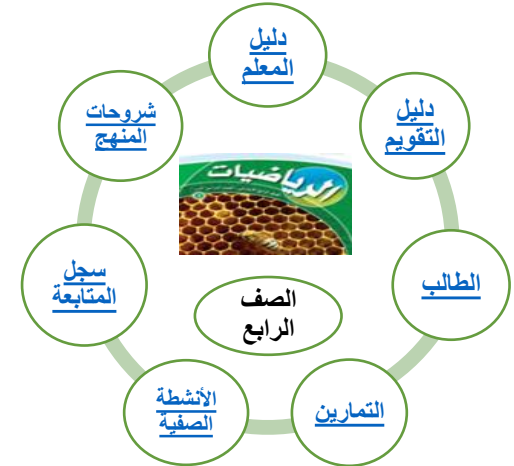 دليل
المعلم
دليل
التقويم
شروحات
المنهج
الرياضيات
الطالب
سجل
المتابعة
الصف
الرابع
التمارين
الأنشطة
الصفية